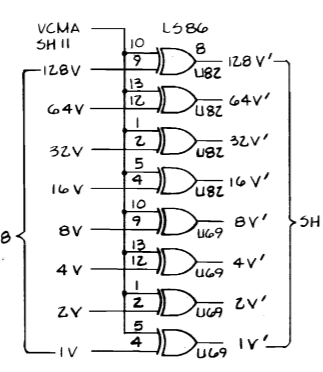 VCMA LS86
SH 11
10 8
128V 9 U82 128V'
13
64V 12 U82 64V'
1
32V 2 U82 32V'
5
16V 4 U82 16V'
10
8 8V 9 U69 8V' SH
13
4V 12 U69 4V'
1
2V 2 U69 2V'
5
1V 4 U69 1V'